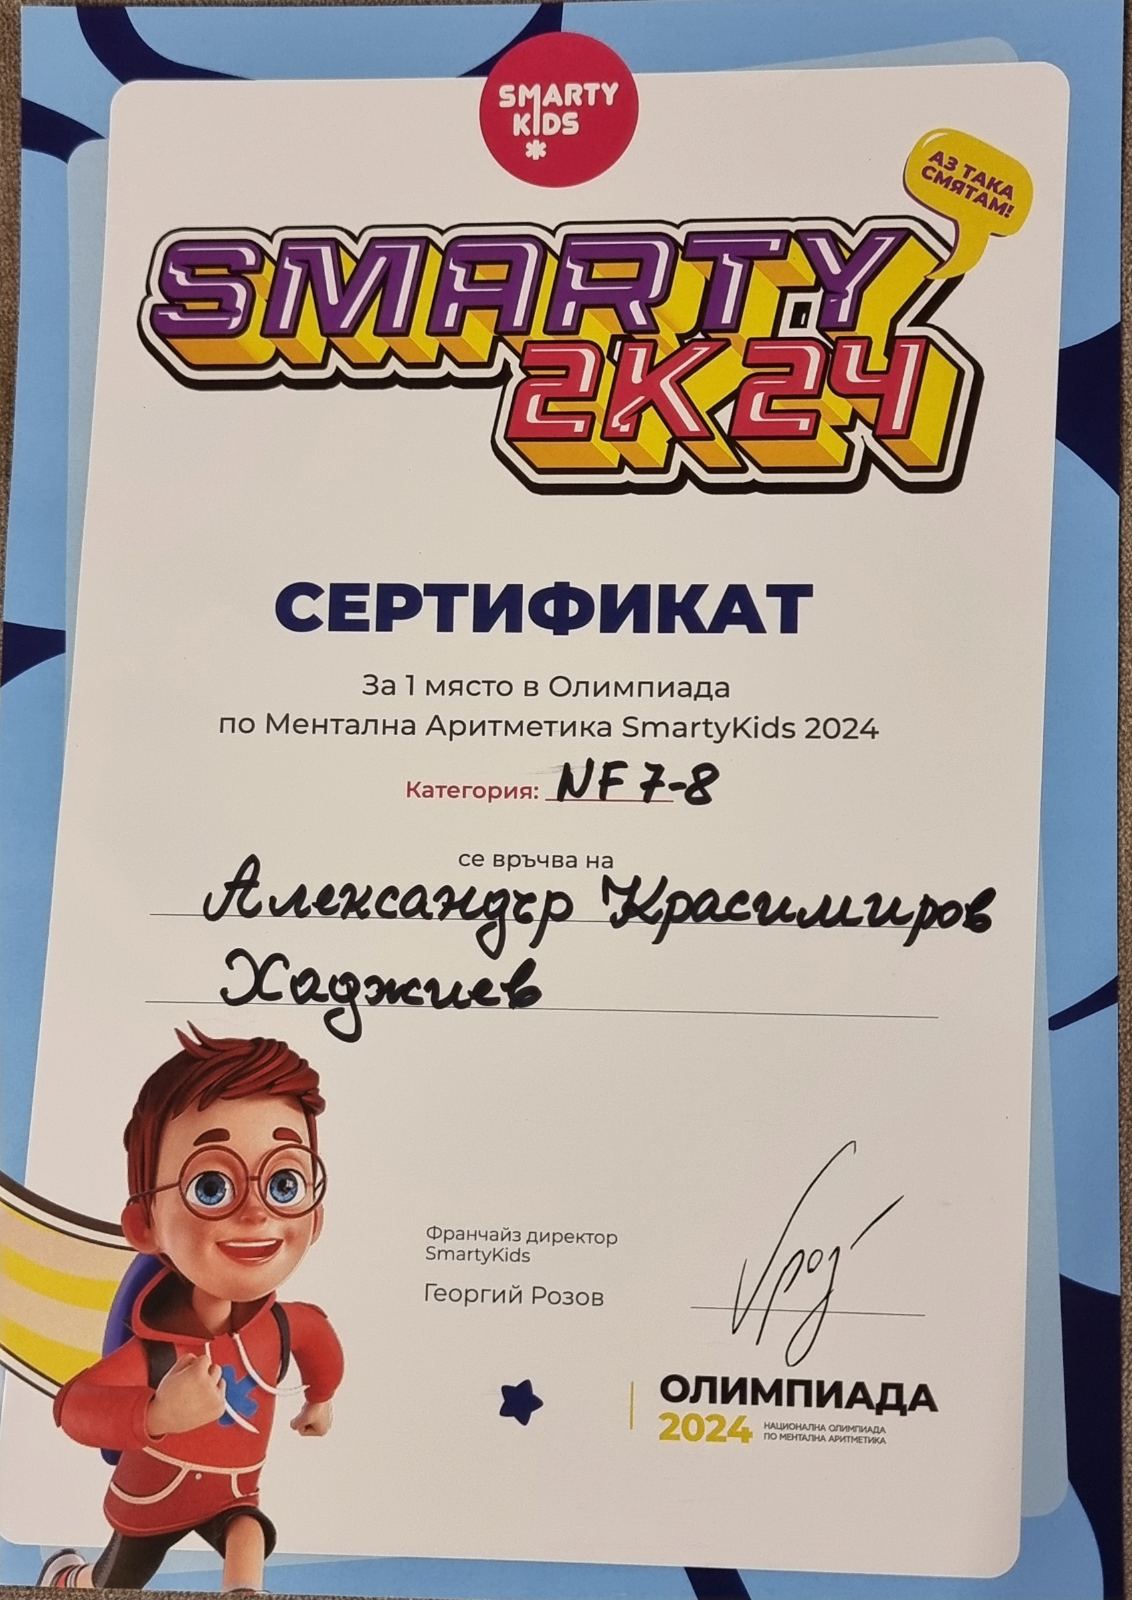 SMARTY
KIDS
АЗ ТАКА
СМЯТАМ!
SMARTY
2K24
СЕРТИФИКАТ
За 1 място в Олимпиада
по Ментална Аритметика SmartyKids 2024
Категория: NF 7-8
се връчва на
Александър Красимиров
Хаджиев
Франчайз директор
SmartyKids
Георгий Розов
ОЛИМПИАДА
2024 НАЦИОНАЛНА ОЛИМПИАДА
ПО МЕНТАЛНА АРИТМЕТИКА